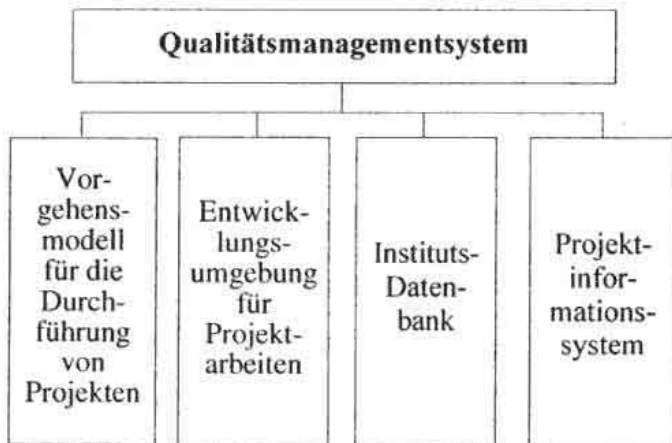 Qualitätsmanagementsystem
Vor-
gehens-
modell
für die
Durch-
führung
von
Projekten
Entwick-
lungs-
umgebung
für
Projekt-
arbeiten
Instituts-
Daten-
bank
Projekt-
infor-
mations-
system